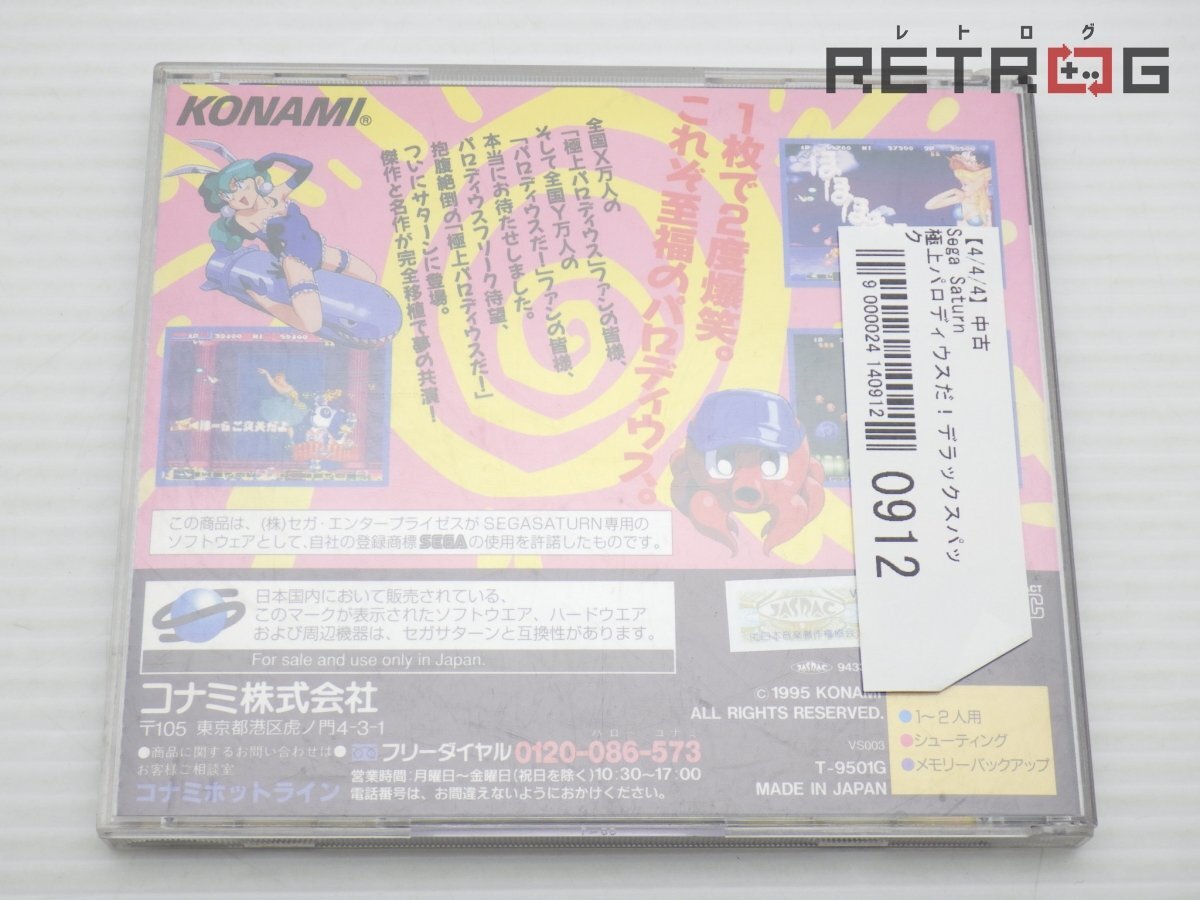 レトログ
RETROG
KONAMI®
1枚で2度爆笑。
これぞ至福のパロディウス。
全国X万人の
「極上パロディウス」ファンの皆様、
そして全国Y万人の
「パロディウスだ!」ファンの皆様、
本当にお待たせしました。
パロディウスフリーク待望、
抱腹絶倒の「極上パロディウスだ!」
ついにサターンに登場。
傑作と名作が完全移植で夢の共演!
【4/4/4】中古
Sega Saturn
極上パロディウスだ!デラックスパッ
ク
9 000024 140912
0912
この商品は、(株)セガ・エンタープライゼスがSEGASATURN専用の
ソフトウェアとして、自社の登録商標SEGAの使用を許諾したものです。
日本国内において販売されている、
このマークが表示されたソフトウエア、ハードウエア
および周辺機器は、セガサターンと互換性があります。
For sale and use only in Japan.
JASRAC
コナミ株式会社
〒105 東京都港区虎ノ門4-3-1
●商品に関するお問い合わせは●
お客様ご相談室
コナミホットライン
ハロー コナミ
フリーダイヤル0120-086-573
営業時間:月曜日〜金曜日(祝日を除く)10:30〜17:00
電話番号は、お間違えないようにおかけください。
©1995 KONAMI
ALL RIGHTS RESERVED.
VS003
T-9501G
MADE IN JAPAN
●1〜2人用
●シューティング
●メモリーバックアップ